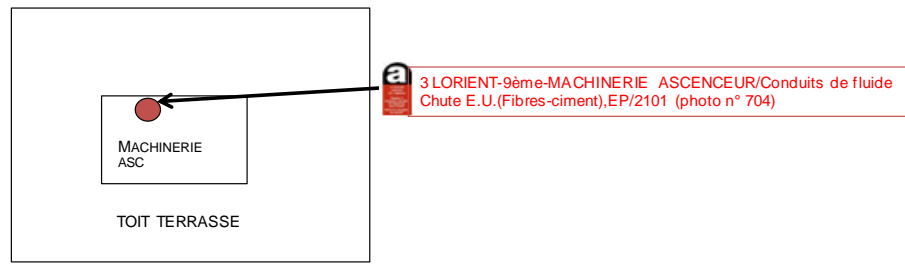 a
3 LORIENT-9ème-MACHINERIE ASCENCEUR/Conduits de fluide
Chute E.U.(Fibres-ciment),EP/2101 (photo n° 704)
MACHINERIE
ASC
TOIT TERRASSE